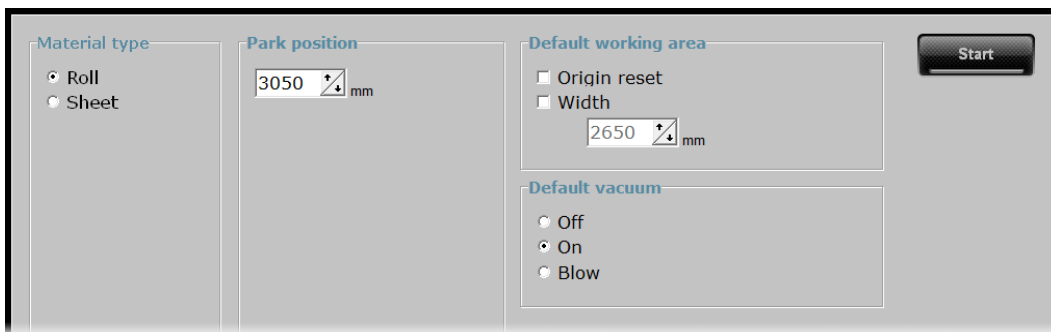 Material type
Roll
Sheet
Park position
3050 mm
Default working area
Origin reset
Width
2650 mm
Default vacuum
Off
On
Blow
Start